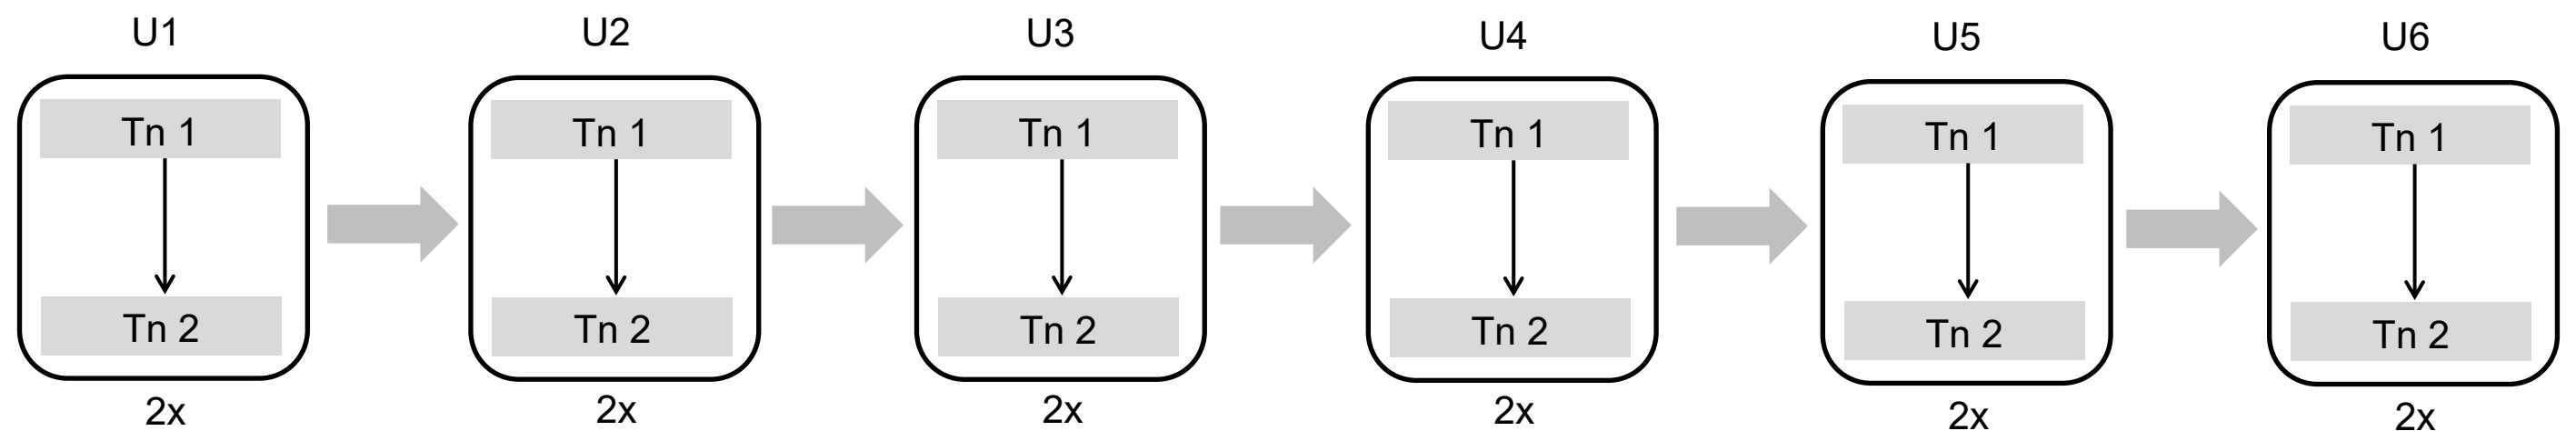 U1 U2 U3 U4 U5 U6
Tn 1 Tn 1 Tn 1 Tn 1 Tn 1 Tn 1
Tn 2 Tn 2 Tn 2 Tn 2 Tn 2 Tn 2
2x 2x 2x 2x 2x 2x